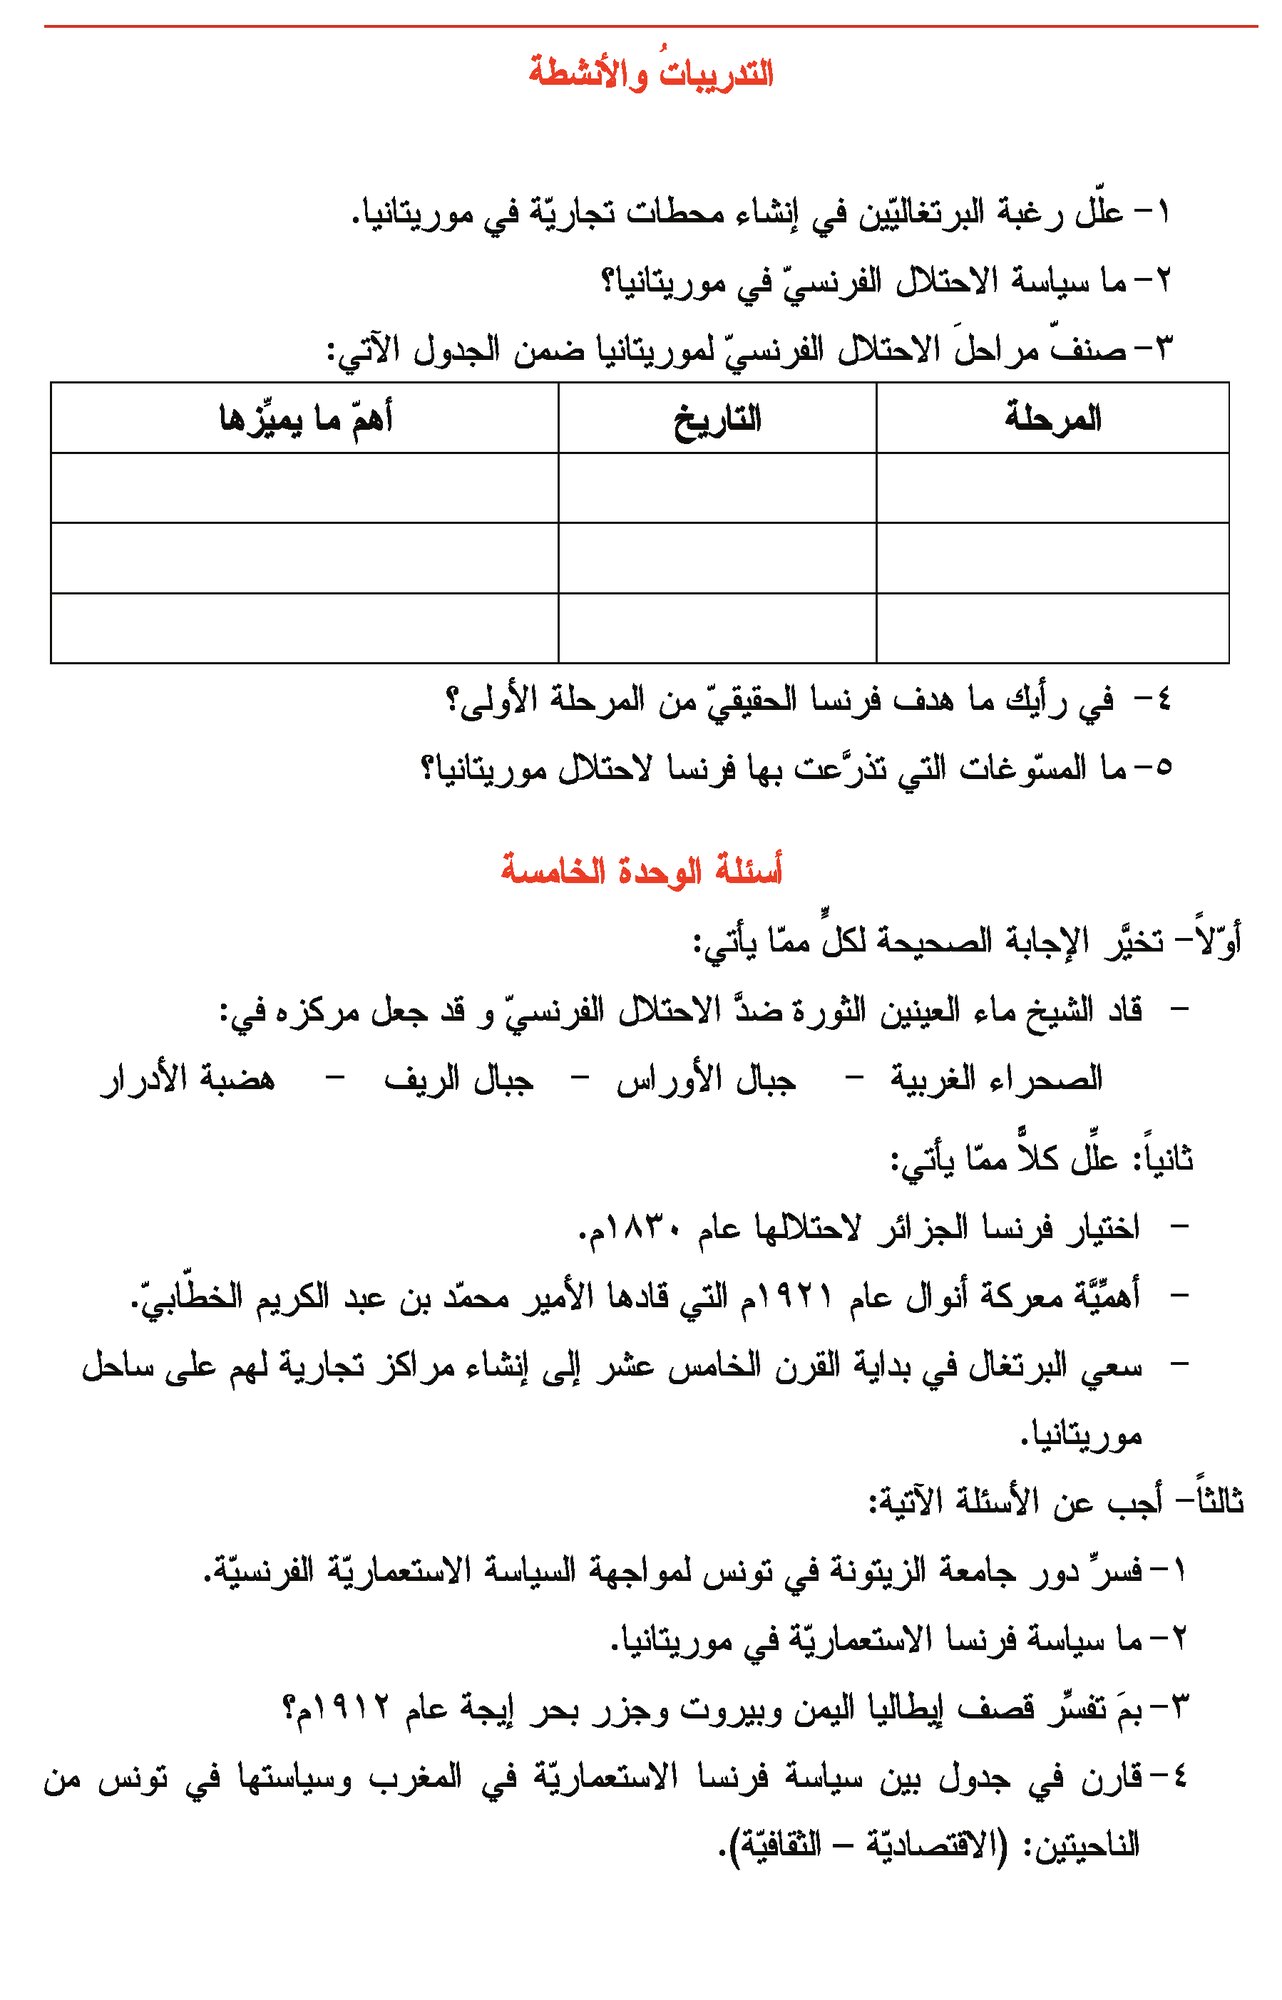 التدريباتُ والأنشطة
١- علّل رغبة البرتغاليّين في إنشاء محطات تجاريّة في موريتانيا.
٢- ما سياسة الاحتلال الفرنسيّ في موريتانيا؟
٣- صنفّ مراحلَ الاحتلال الفرنسيّ لموريتانيا ضمن الجدول الآتي:
المرحلة التاريخ أهمّ ما يميِّزها
٤- في رأيك ما هدف فرنسا الحقيقيّ من المرحلة الأولى؟
٥- ما المسوّغات التي تذرَّعت بها فرنسا لاحتلال موريتانيا؟
أسئلة الوحدة الخامسة
أوّلاً- تخيَّر الإجابة الصحيحة لكلٍّ ممّا يأتي:
- قاد الشيخ ماء العينين الثورة ضدَّ الاحتلال الفرنسيّ و قد جعل مركزه في:
الصحراء الغربية - جبال الأوراس - جبال الريف - هضبة الأدرار
ثانياً: علِّل كلاًّ ممّا يأتي:
- اختيار فرنسا الجزائر لاحتلالها عام ١٨٣٠م.
- أهمِّيَّة معركة أنوال عام ١٩٢١م التي قادها الأمير محمّد بن عبد الكريم الخطّابيّ.
- سعي البرتغال في بداية القرن الخامس عشر إلى إنشاء مراكز تجارية لهم على ساحل
موريتانيا.
ثالثاً- أجب عن الأسئلة الآتية:
١- فسرِّ دور جامعة الزيتونة في تونس لمواجهة السياسة الاستعماريّة الفرنسيّة.
٢- ما سياسة فرنسا الاستعماريّة في موريتانيا.
٣- بمَ تفسِّر قصف إيطاليا اليمن وبيروت وجزر بحر إيجة عام ١٩١٢م؟
٤- قارن في جدول بين سياسة فرنسا الاستعماريّة في المغرب وسياستها في تونس من
الناحيتين: (الاقتصاديّة – الثقافيّة).